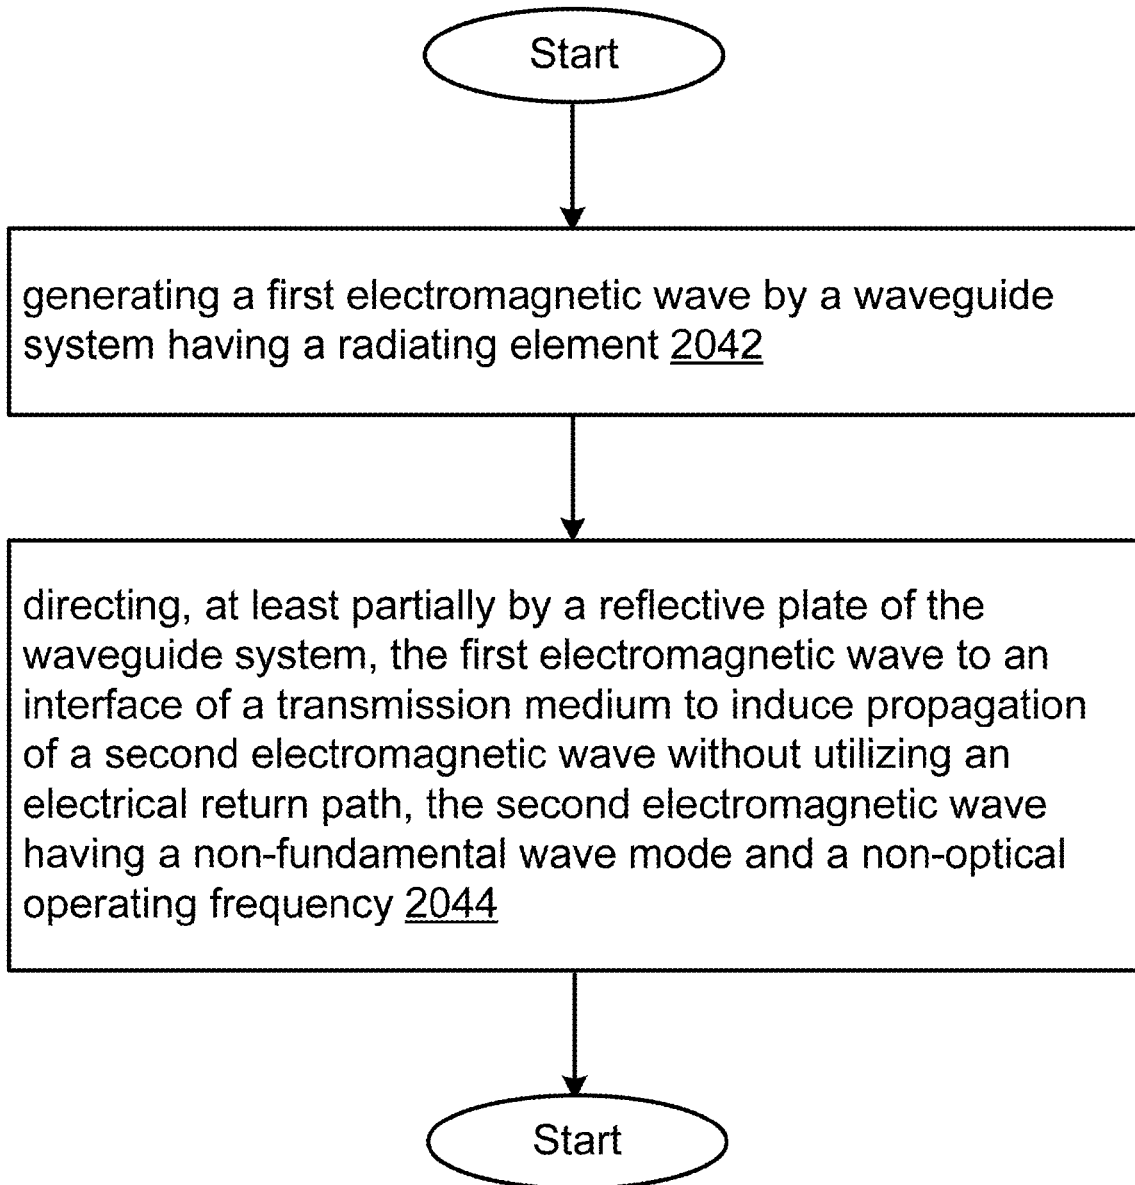 Start
generating a first electromagnetic wave by a waveguide
system having a radiating element 2042
directing, at least partially by a reflective plate of the
waveguide system, the first electromagnetic wave to an
interface of a transmission medium to induce propagation
of a second electromagnetic wave without utilizing an
electrical return path, the second electromagnetic wave
having a non-fundamental wave mode and a non-optical
operating frequency 2044
Start